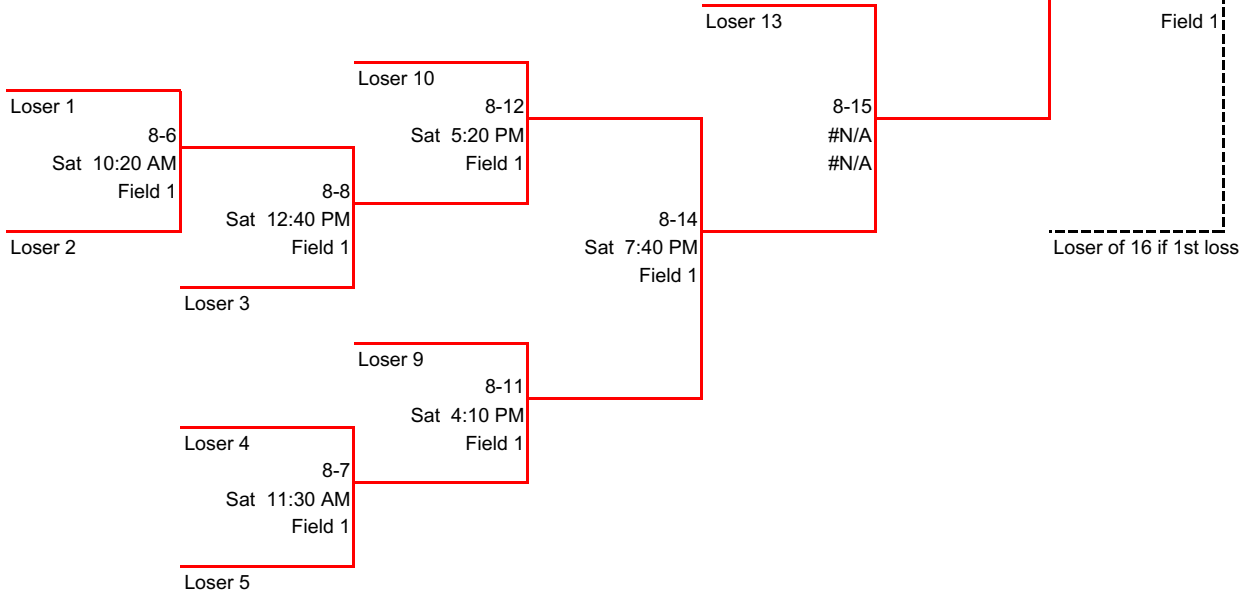 Loser 13
Field 1
Loser 10
Loser 1
8-12
8-15
8-6
Sat 5:20 PM
#N/A
Sat 10:20 AM
Field 1
#N/A
Field 1
8-8
Sat 12:40 PM
8-14
Loser 2
Field 1
Sat 7:40 PM
Loser of 16 if 1st loss
Field 1
Loser 3
Loser 9
8-11
Sat 4:10 PM
Loser 4
Field 1
8-7
Sat 11:30 AM
Field 1
Loser 5